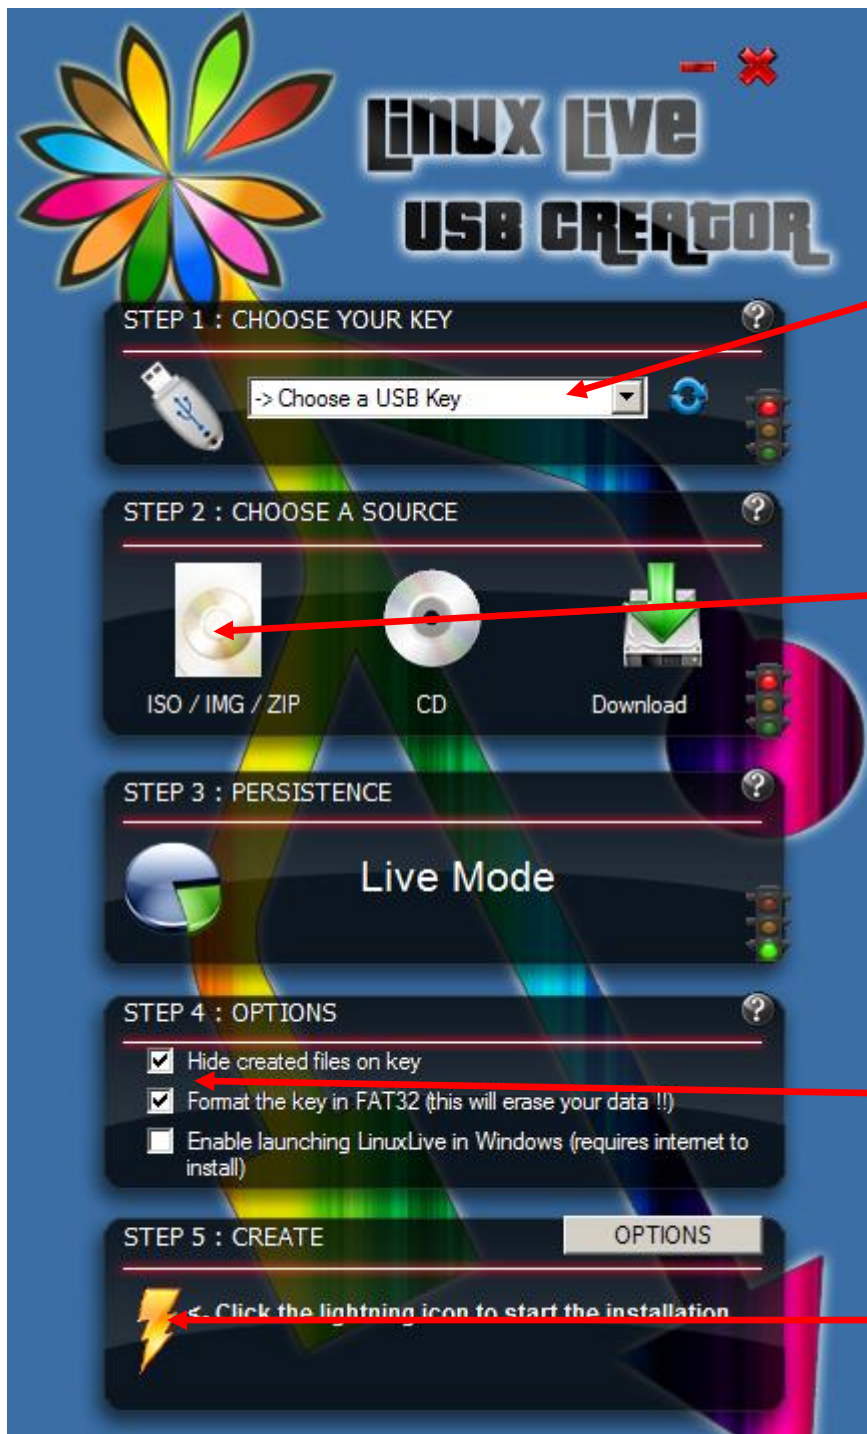 Linux Live
USB CREATOR
STEP 1 : CHOOSE YOUR KEY
?
-> Choose a USB Key
STEP 2 : CHOOSE A SOURCE
?
ISO / IMG / ZIP
CD
Download
STEP 3 : PERSISTENCE
?
Live Mode
STEP 4 : OPTIONS
?
Hide created files on key
Format the key in FAT32 (this will erase your data !!)
Enable launching LinuxLive in Windows (requires internet to
install)
STEP 5 : CREATE
OPTIONS
<- Click the lightning icon to start the installation